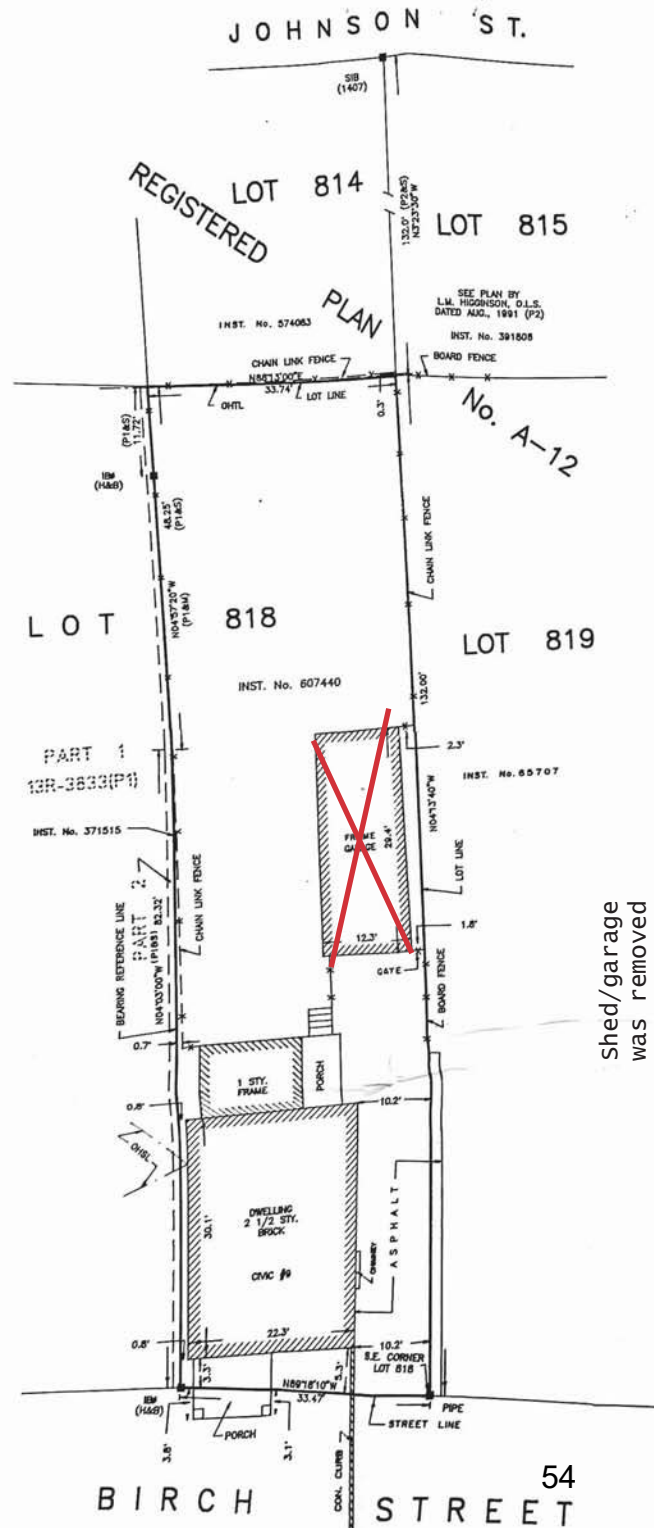 JOHNSON ST.
SIB
(1407)
REGISTERED
LOT 814
132.0' (P2&S)
N3°23'30"W
LOT 815
SEE PLAN BY
L.M. HIGGINSON, O.L.S.
DATED AUG., 1991 (P2)
INST. No. 574063
PLAN
INST. No. 391808
CHAIN LINK FENCE
BOARD FENCE
N88°13'00"E
33.74'
OHTL
LOT LINE
0.3'
No. A-12
(P1&S)
11.72'
(H&B)
48.25'
(P1&S)
CHAIN LINK FENCE
N04°57'20"W
(P1&M)
LOT 818
LOT 819
INST. No. 607440
132.00'
2.3'
PART 1
13R-3833(P1)
INST. No. 65707
N04°13'40"W
INST. No. 371515
FRAME
GARAGE
29.4'
LOT LINE
PART 2
BEARING REFERENCE LINE
N04°03'00"W (P1&S) 82.32'
CHAIN LINK FENCE
12.3'
1.8'
GATE
BOARD FENCE
Shed/garage
was removed
0.7'
1 STY.
FRAME
PORCH
0.8'
10.2'
OHSL
30.1'
DWELLING
2 1/2 STY.
BRICK
ASPHALT
CHIMNEY
CIVIC #9
22.3'
0.8'
10.2'
3.3'
5.3'
S.E. CORNER
LOT 818
N89°18'10"W
33.47'
(H&B)
PIPE
STREET LINE
3.8'
PORCH
3.1'
CON. CURB
54
BIRCH STREET